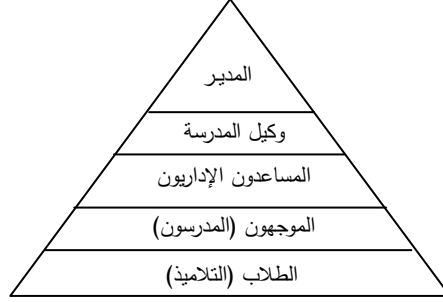 المدير
وكيل المدرسة
المساعدون الإداريون
الموجهون (المدرسون)
الطلاب (التلاميذ)